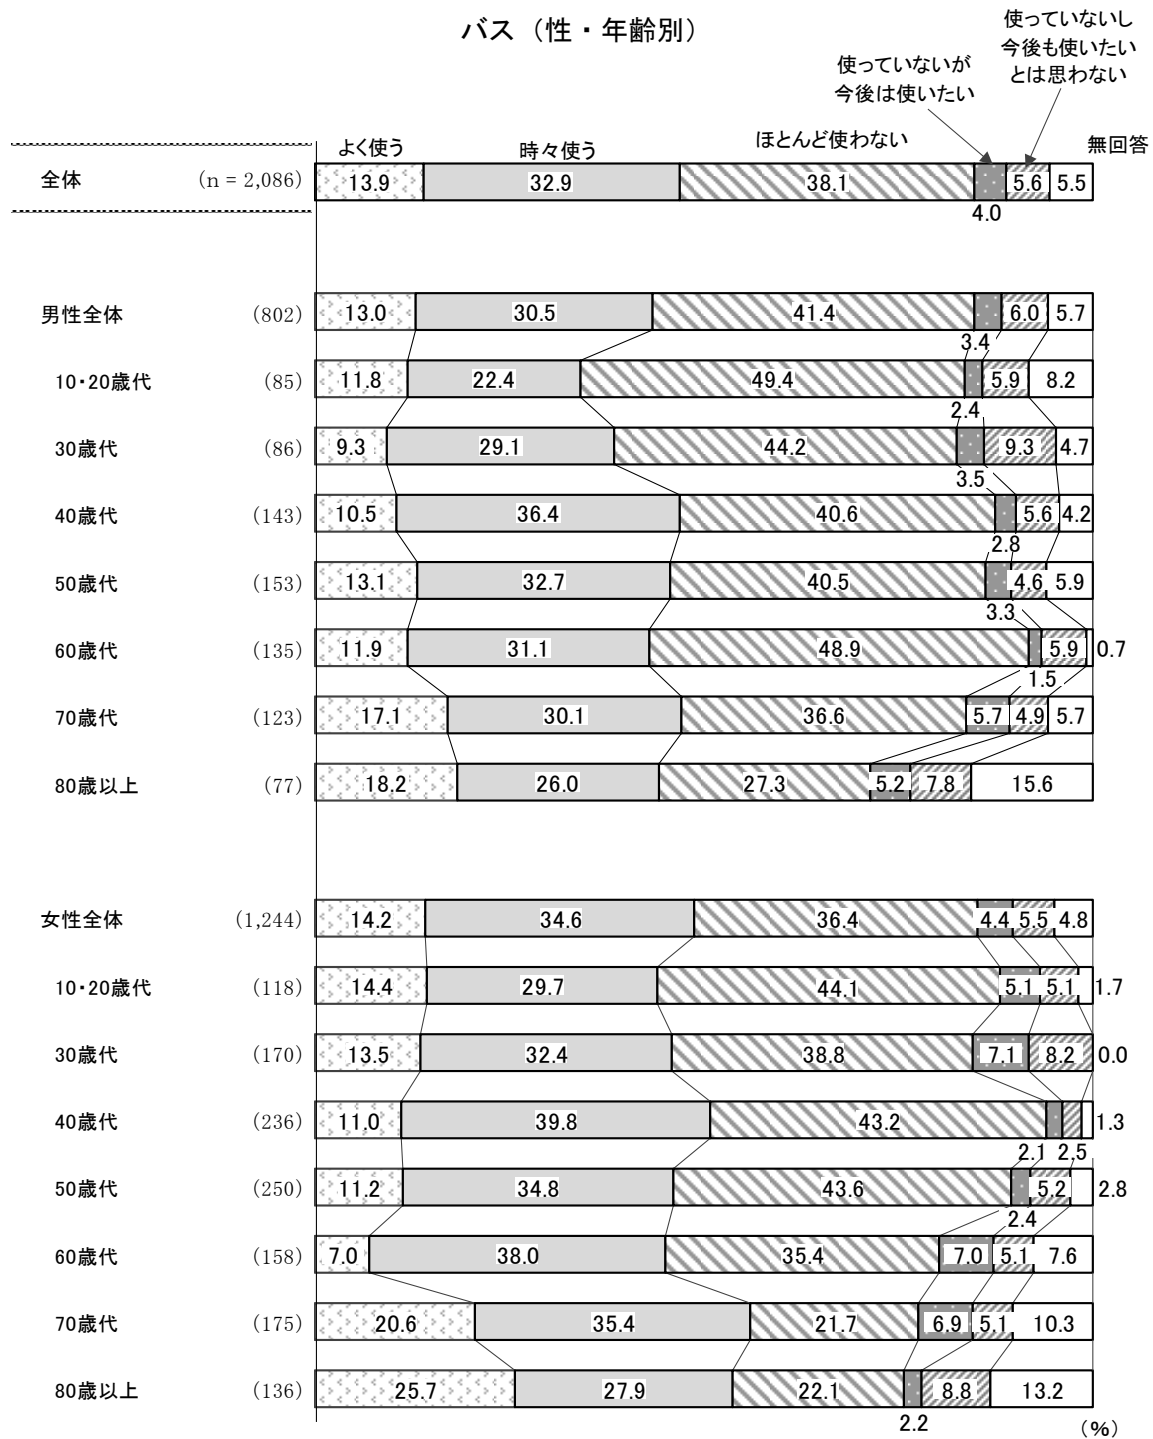 バス（性・年齢別）
使っていないし
今後も使いたい
とは思わない
使っていないが
今後は使いたい
よく使う 時々使う ほとんど使わない 無回答
全体 (n = 2,086) 13.9 32.9 38.1 5.6 5.5
4.0
男性全体 (802) 13.0 30.5 41.4 6.0 5.7
3.4
10・20歳代 (85) 11.8 22.4 49.4 5.9 8.2
2.4
30歳代 (86) 9.3 29.1 44.2 9.3 4.7
3.5
40歳代 (143) 10.5 36.4 40.6 5.6 4.2
2.8
50歳代 (153) 13.1 32.7 40.5 4.6 5.9
3.3
60歳代 (135) 11.9 31.1 48.9 5.9 0.7
1.5
70歳代 (123) 17.1 30.1 36.6 5.7 4.9 5.7
80歳以上 (77) 18.2 26.0 27.3 5.2 7.8 15.6
女性全体 (1,244) 14.2 34.6 36.4 4.4 5.5 4.8
10・20歳代 (118) 14.4 29.7 44.1 5.1 5.1 1.7
30歳代 (170) 13.5 32.4 38.8 7.1 8.2 0.0
40歳代 (236) 11.0 39.8 43.2 1.3
2.1 2.5
50歳代 (250) 11.2 34.8 43.6 5.2 2.8
2.4
60歳代 (158) 7.0 38.0 35.4 7.0 5.1 7.6
70歳代 (175) 20.6 35.4 21.7 6.9 5.1 10.3
80歳以上 (136) 25.7 27.9 22.1 8.8 13.2
2.2
(%)